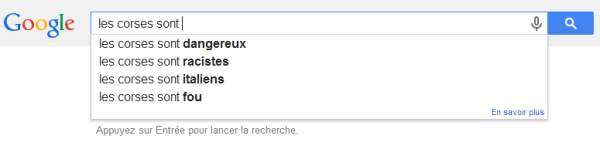 Google
les corses sont
les corses sont dangereux
les corses sont racistes
les corses sont italiens
les corses sont fou
En savoir plus
Appuyez sur Entrée pour lancer la recherche.